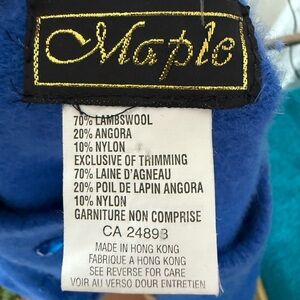 Maple
70% LAMBSWOOL
20% ANGORA
10% NYLON
EXCLUSIVE OF TRIMMING
70% LAINE D'AGNEAU
20% POIL DE LAPIN ANGORA
10% NYLON
GARNITURE NON COMPRISE
CA 24893
MADE IN HONG KONG
FABRIQUE A HONG KONG
SEE REVERSE FOR CARE
VOIR AU VERSO DOUR ENTRETIEN